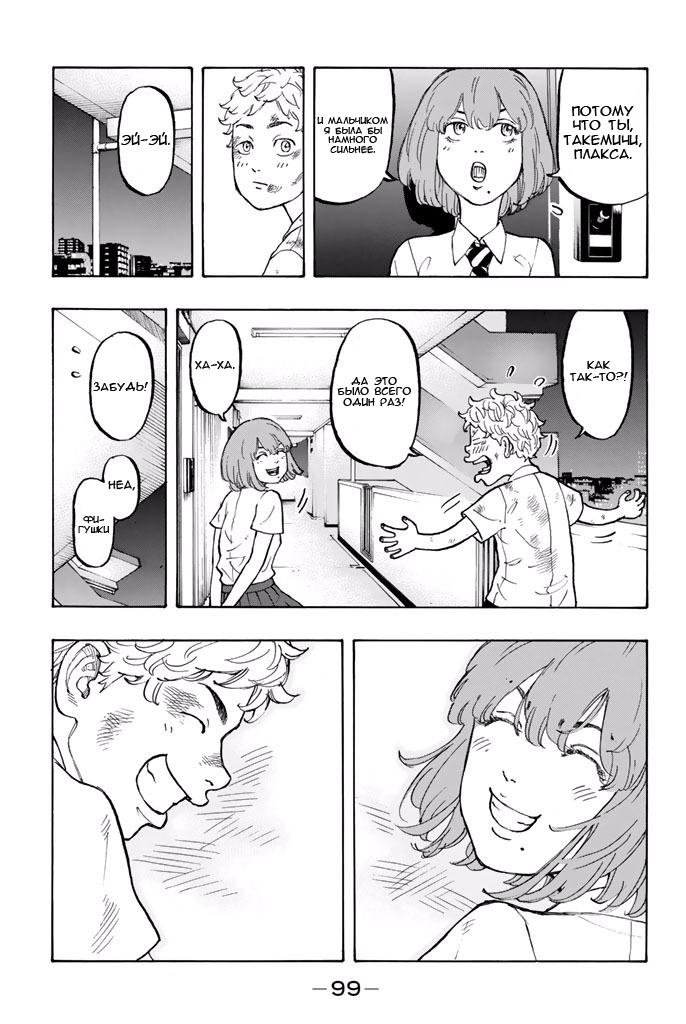 ПОТОМУ
ЧТО ТЫ,
ТАКЕМИЧИ,
ПЛАКСА.
И МАЛЬЧИКОМ
Я БЫЛА БЫ
НАМНОГО
СИЛЬНЕЕ.
ЭЙ-ЭЙ.
КАК
ТАК-ТО?!
ДА ЭТО
БЫЛО ВСЕГО
ОДИН РАЗ!
ХА-ХА.
ЗАБУДЬ!
НЕА,
ФИ-
ГУШКИ
—99—